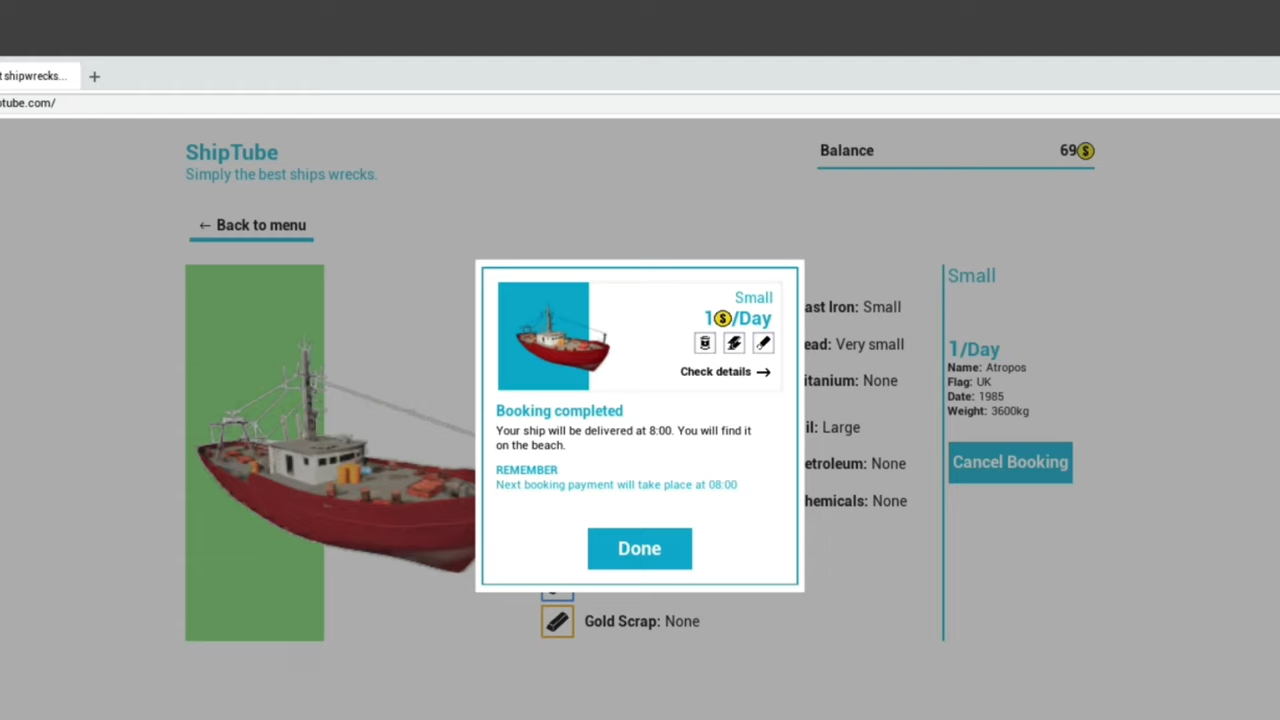 t shipwrecks...
otube.com/
ShipTube
Simply the best ships wrecks.
Balance
69
← Back to menu
Small
1$/Day
Check details →
Booking completed
Your ship will be delivered at 8:00. You will find it
on the beach.
REMEMBER
Next booking payment will take place at 08:00
Done
ast Iron: Small
ead: Very small
itanium: None
il: Large
etroleum: None
hemicals: None
Gold Scrap: None
Small
1/Day
Name: Atropos
Flag: UK
Date: 1985
Weight: 3600kg
Cancel Booking